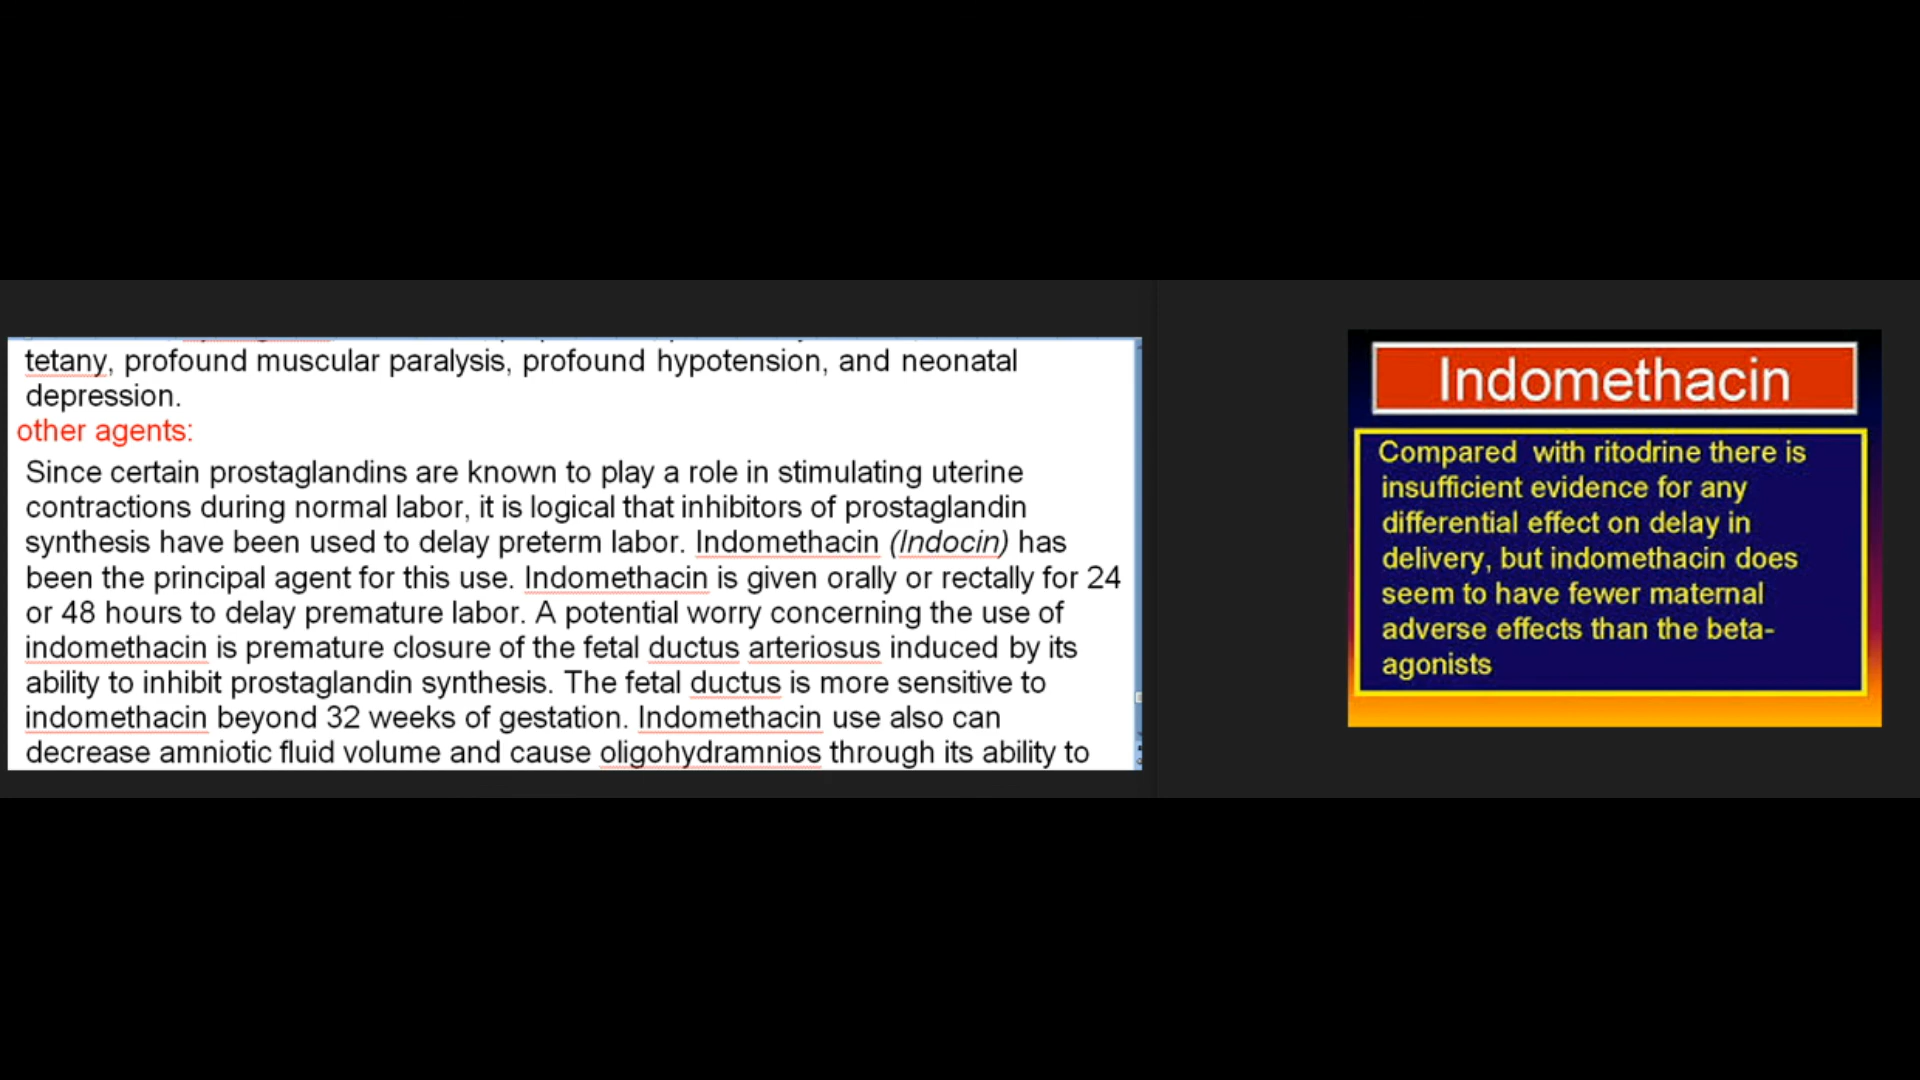 tetany, profound muscular paralysis, profound hypotension, and neonatal
depression.
other agents:
Since certain prostaglandins are known to play a role in stimulating uterine
contractions during normal labor, it is logical that inhibitors of prostaglandin
synthesis have been used to delay preterm labor. Indomethacin (Indocin) has
been the principal agent for this use. Indomethacin is given orally or rectally for 24
or 48 hours to delay premature labor. A potential worry concerning the use of
indomethacin is premature closure of the fetal ductus arteriosus induced by its
ability to inhibit prostaglandin synthesis. The fetal ductus is more sensitive to
indomethacin beyond 32 weeks of gestation. Indomethacin use also can
decrease amniotic fluid volume and cause oligohydramnios through its ability to
Indomethacin
Compared with ritodrine there is
insufficient evidence for any
differential effect on delay in
delivery, but indomethacin does
seem to have fewer maternal
adverse effects than the beta-
agonists